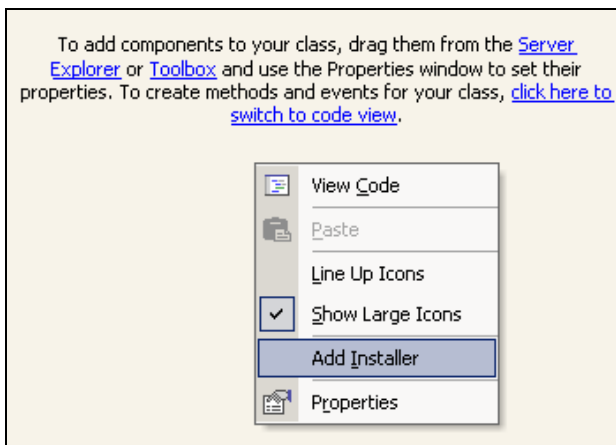 To add components to your class, drag them from the Server
Explorer or Toolbox and use the Properties window to set their
properties. To create methods and events for your class, click here to
switch to code view.
View Code
Paste
Line Up Icons
Show Large Icons
Add Installer
Properties